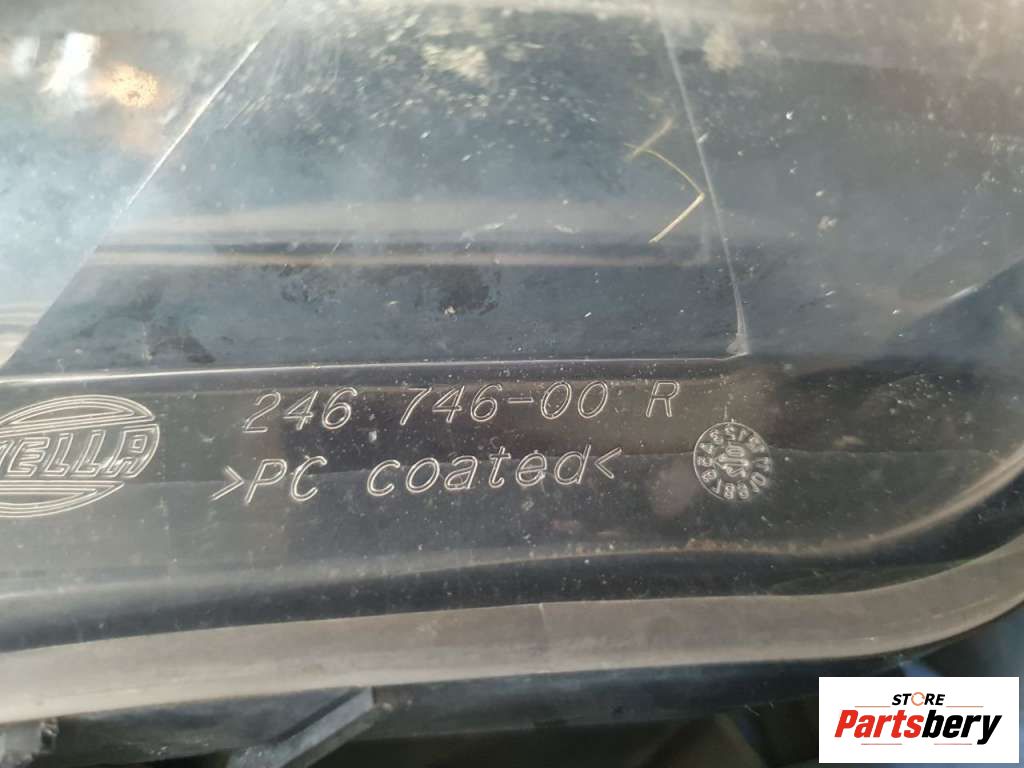 246 746-00 R
HELLA
>PC coated<
STORE
Partsbery